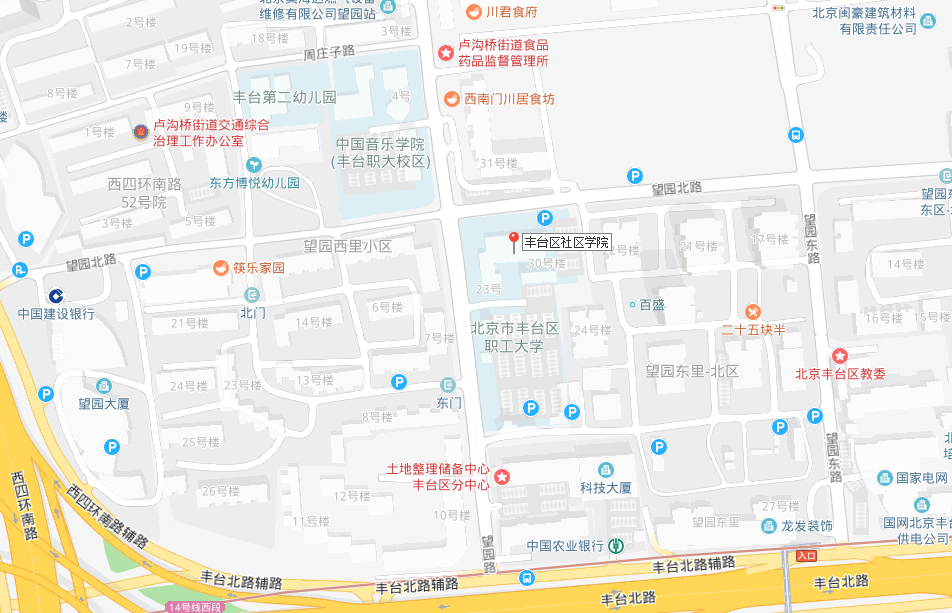 维修有限公司望园站
川君食府
北京闽豪建筑材料
有限责任公司
2号楼
18号楼
3号楼
19号楼
周庄子路
卢沟桥街道食品
药品监督管理所
7号楼
8号楼
丰台第二幼儿园
4号
西南门川居食坊
9号楼
1号楼
卢沟桥街道交通综合
治理工作办公室
中国音乐学院
(丰台职大校区)
31号楼
东方博悦幼儿园
西四环南路
52号院
望园北路
3号楼
5号楼
望园东路
望园西里小区
丰台区社区学院
号楼
21号楼
17号楼
望园北路
筷乐家园
30号楼
14号楼
23号
中国建设银行
北门
21号楼
14号楼
6号楼
7号楼
百盛
16号楼
15号楼
北京市丰台区
职工大学
24号楼
二十五块半
望园东里-北区
北京丰台区教委
24号楼
23号楼
13号楼
望园大厦
东门
8号楼
25号楼
望园东路
土地整理储备中心
丰台区分中心
科技大厦
国家电网
26号楼
12号楼
10号楼
11号楼
27号楼
望园东里
龙发装饰
国网北京丰台
供电公司
西四环南路
西四环南路辅路
望园路
中国农业银行
入口
丰台北路辅路
丰台北路辅路
丰台北路辅路
丰台北路
丰台北路
14号线西段